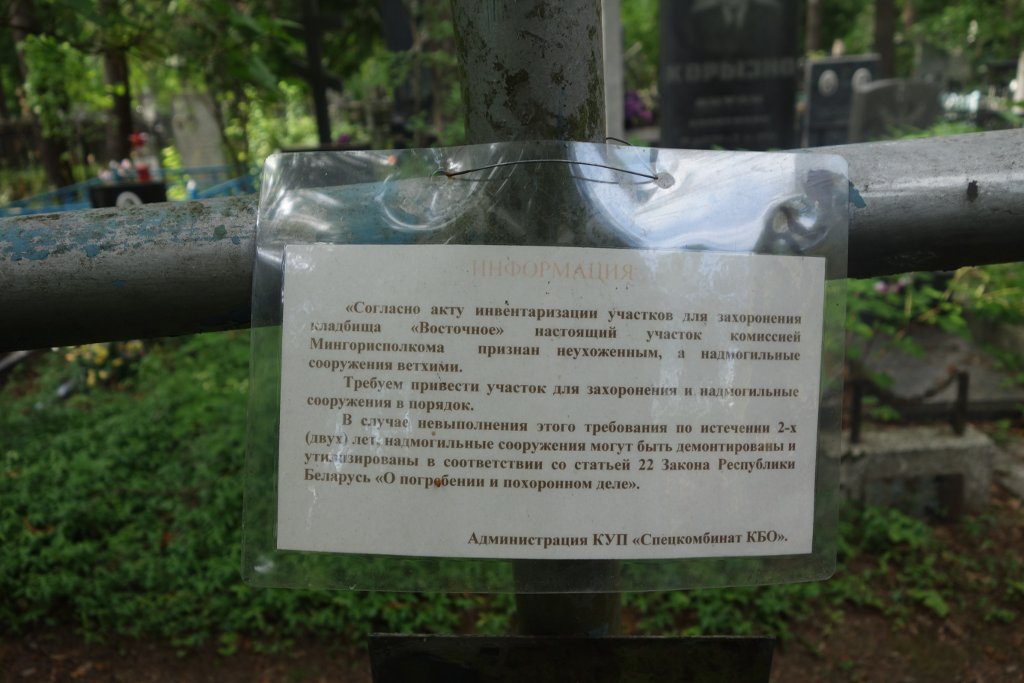 КОРЫЗНО
ИНФОРМАЦИЯ
«Согласно акту инвентаризации участков для захоронения
кладбища «Восточное» настоящий участок комиссией
Мингорисполкома признан неухоженным, а надмогильные
сооружения ветхими.
Требуем привести участок для захоронения и надмогильные
сооружения в порядок.
В случае невыполнения этого требования по истечении 2-х
(двух) лет, надмогильные сооружения могут быть демонтированы и
утилизированы в соответствии со статьей 22 Закона Республики
Беларусь «О погребении и похоронном деле».
Администрация КУП «Спецкомбинат КБО».